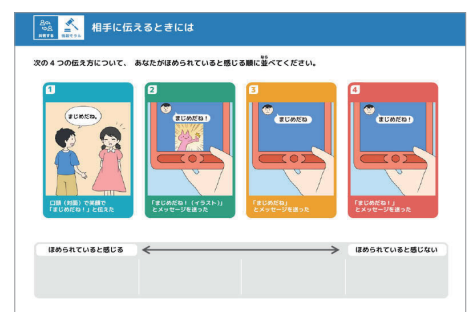 相手に伝えるときには
次の4つの伝え方について、 あなたがほめられていると感じる順に並べてください。
なら
1
まじめだね。
口頭（対面）で笑顔で
「まじめだね！」と伝えた
2
まじめだね！
「まじめだね！（イラスト）」
とメッセージを送った
3
まじめだね
「まじめだね」
とメッセージを送った
4
まじめだね！
「まじめだね！」
とメッセージを送った
ほめられていると感じる
ほめられていると感じない